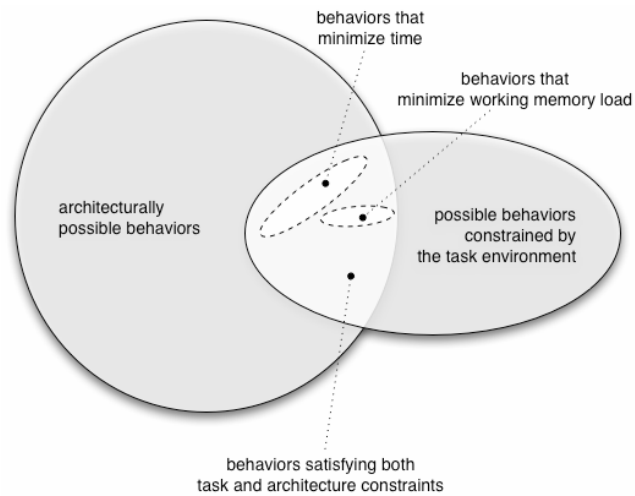 behaviors that
minimize time
behaviors that
minimize working memory load
architecturally
possible behaviors
possible behaviors
constrained by
the task environment
behaviors satisfying both
task and architecture constraints